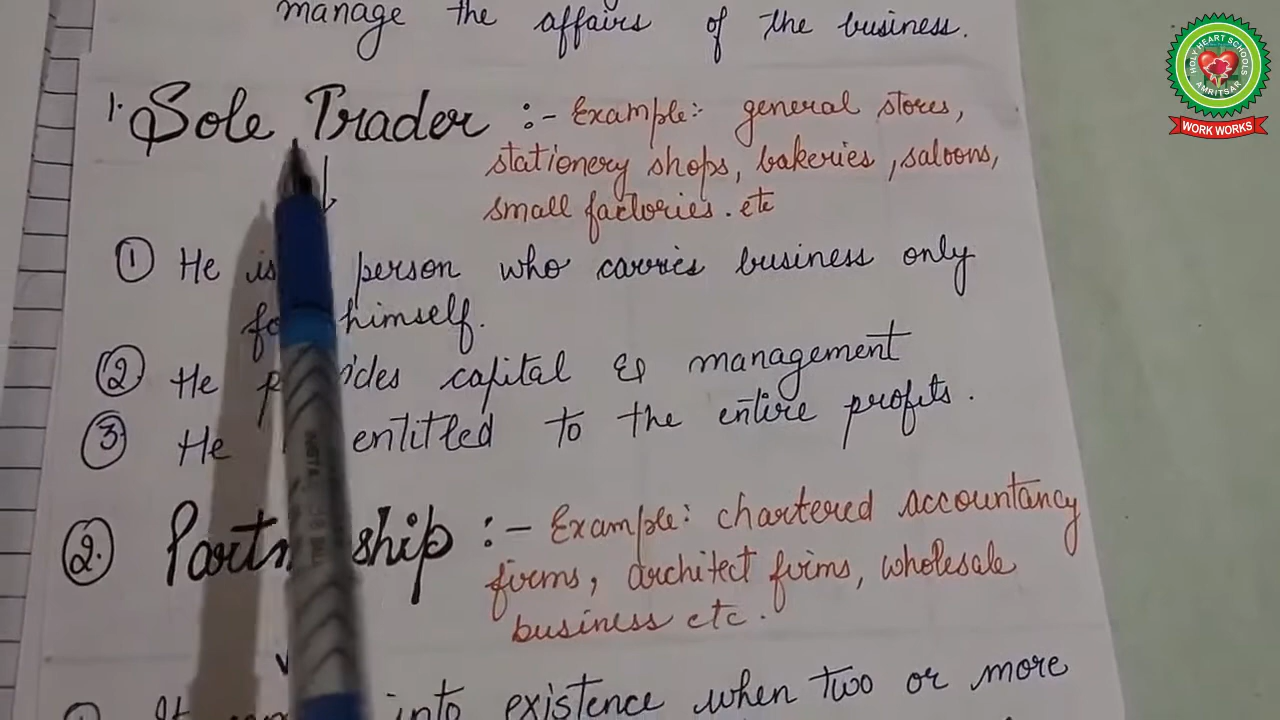 manage the affairs of the business.
1. Sole Trader :- Example:- general stores,
stationery shops, bakeries, saloons,
small factories. etc
① He is person who carries business only
himself.
② He capital & management
③ He entitled to the entire profits.
②. :- Example: chartered accountancy
firms, architect firms, wholesale
business etc.
It into existence when two or more
HOLY HEART SCHOOLS
AMRITSAR
WORK WORKS